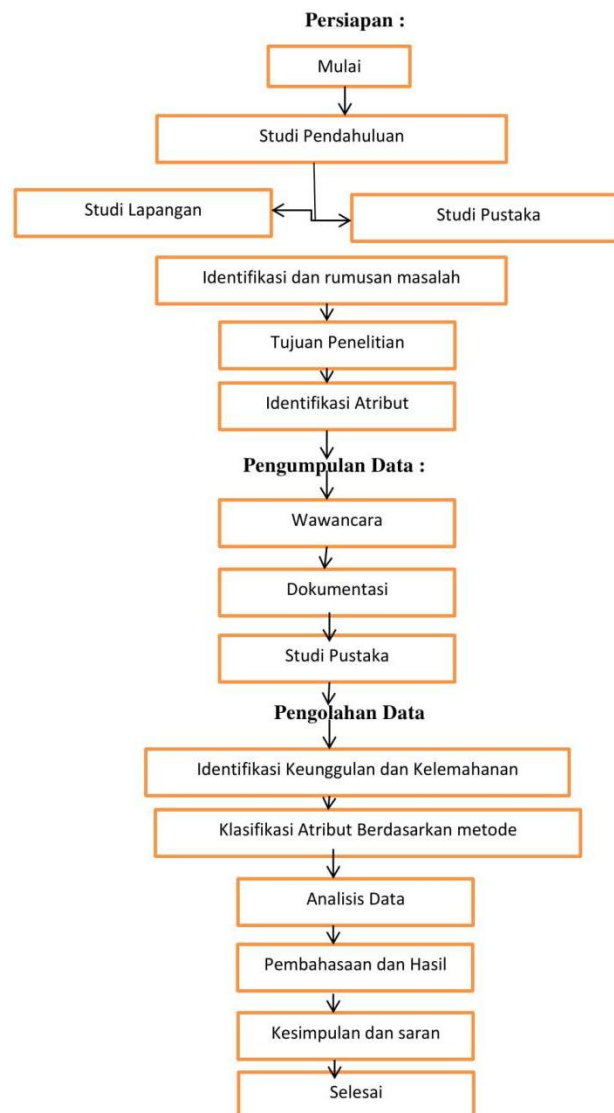 Persiapan :
Mulai
Studi Pendahuluan
Studi Lapangan
Studi Pustaka
Identifikasi dan rumusan masalah
Tujuan Penelitian
Identifikasi Atribut
Pengumpulan Data :
Wawancara
Dokumentasi
Studi Pustaka
Pengolahan Data
Identifikasi Keunggulan dan Kelemahanan
Klasifikasi Atribut Berdasarkan metode
Analisis Data
Pembahasaan dan Hasil
Kesimpulan dan saran
Selesai